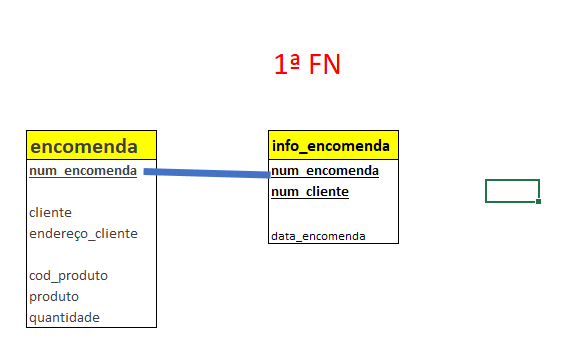 1ª FN
encomenda
num_encomenda
cliente
endereço_cliente
cod_produto
produto
quantidade
info_encomenda
num_encomenda
num_cliente
data_encomenda